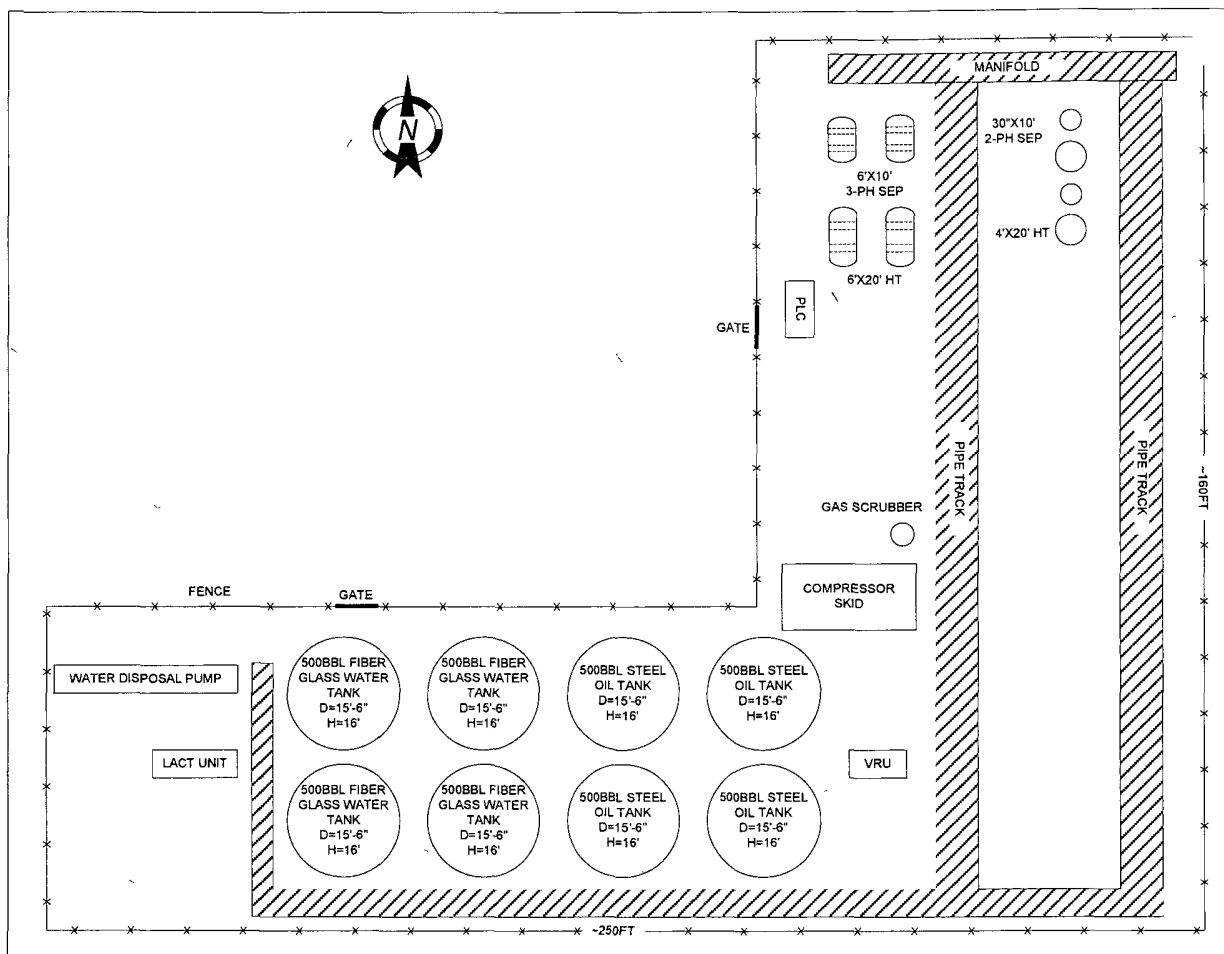 MANIFOLD
N
30"X10'
2-PH SEP
6'X10'
3-PH SEP
4'X20' HT
6'X20' HT
PLC
GATE
PIPE TRACK
PIPE TRACK
~160FT
GAS SCRUBBER
COMPRESSOR
SKID
FENCE
GATE
WATER DISPOSAL PUMP
500BBL FIBER
GLASS WATER
TANK
D=15'-6"
H=16'
500BBL FIBER
GLASS WATER
TANK
D=15'-6"
H=16'
500BBL STEEL
OIL TANK
D=15'-6"
H=16'
500BBL STEEL
OIL TANK
D=15'-6"
H=16'
LACT UNIT
VRU
500BBL FIBER
GLASS WATER
TANK
D=15'-6"
H=16'
500BBL FIBER
GLASS WATER
TANK
D=15'-6"
H=16'
500BBL STEEL
OIL TANK
D=15'-6"
H=16'
500BBL STEEL
OIL TANK
D=15'-6"
H=16'
~250FT